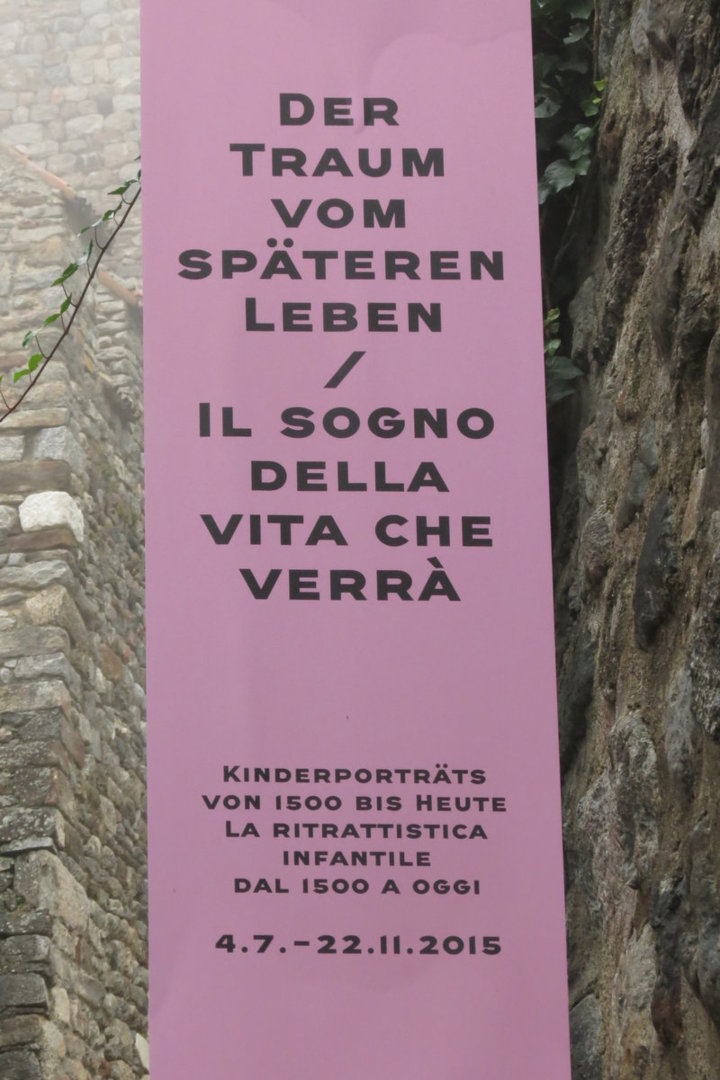 Der
Traum
vom
späteren
Leben
/
Il sogno
della
vita che
verrà
Kinderporträts
von 1500 bis Heute
La ritrattistica
infantile
dal 1500 a oggi
4.7.–22.11.2015